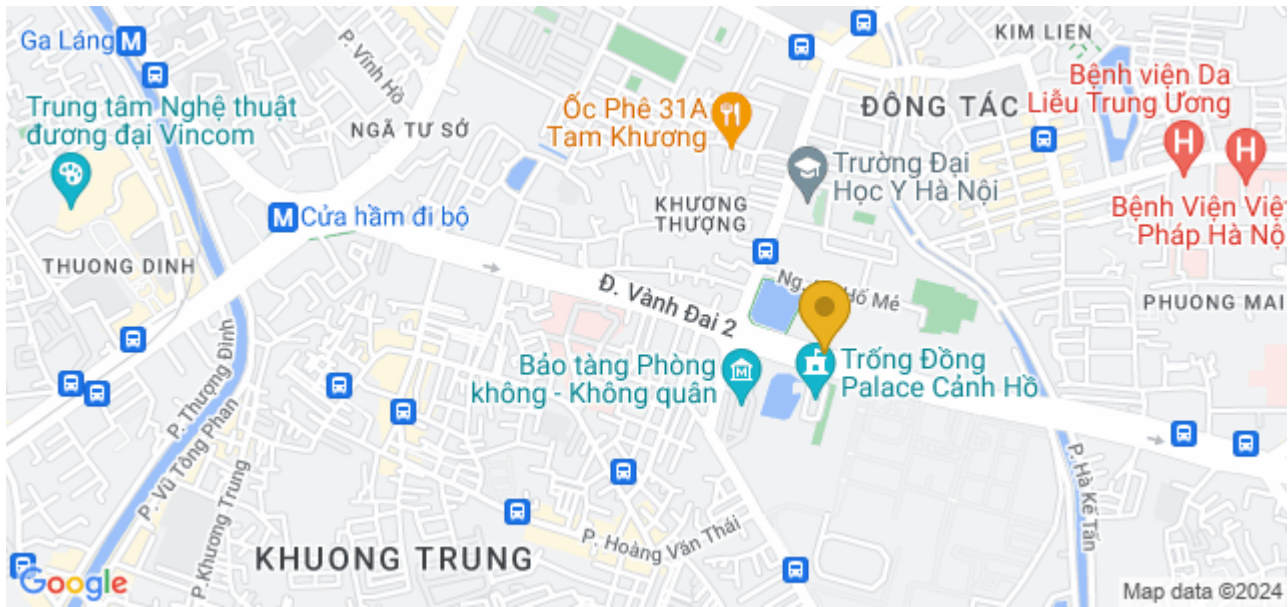 Ga Láng
M
P. Vĩnh Hồ
KIM LIEN
Bệnh viện Da
Liễu Trung Ương
H
H
Trung tâm Nghệ thuật
đương đại Vincom
NGÃ TƯ SỞ
Ốc Phê 31A
Tam Khương
ĐÔNG TÁC
Trường Đại
Học Y Hà Nội
KHƯƠNG
THƯỢNG
Bệnh Viện Việt
Pháp Hà Nộ
M
Cửa hầm đi bộ
THUONG DINH
Đ. Vành Đai 2
Hố Mẻ
PHUONG MAI
P. Thượng Đình
Bảo tàng Phòng
không - Không quân
M
Trống Đồng
Palace Cảnh Hồ
P. Vũ Tông Phan
P.Khương Trung
P. Hoàng Văn Thái
P. Hà Kế Tấn
KHUONG TRUNG
Google
Map data ©2024